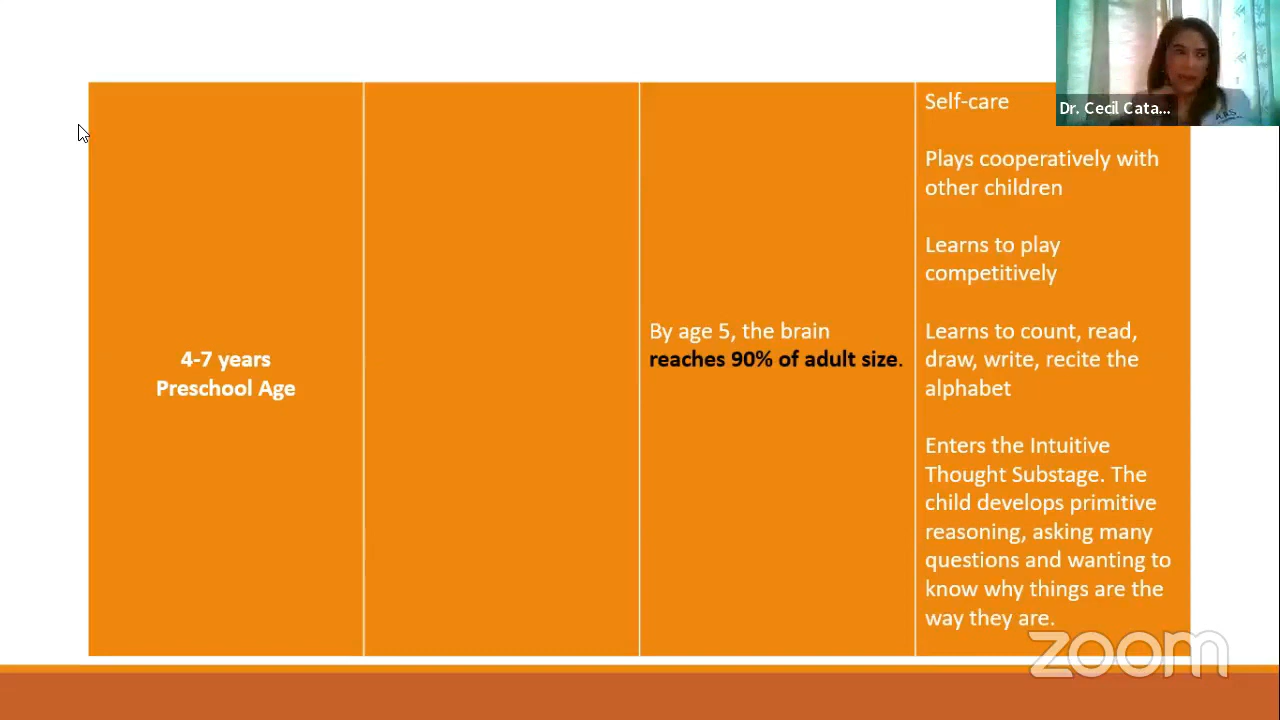 Self-care
Dr. Cecil Cata...
Plays cooperatively with
other children
Learns to play
competitively
By age 5, the brain
reaches 90% of adult size.
4-7 years
Preschool Age
Learns to count, read,
draw, write, recite the
alphabet
Enters the Intuitive
Thought Substage. The
child develops primitive
reasoning, asking many
questions and wanting to
know why things are the
way they are.
zoom